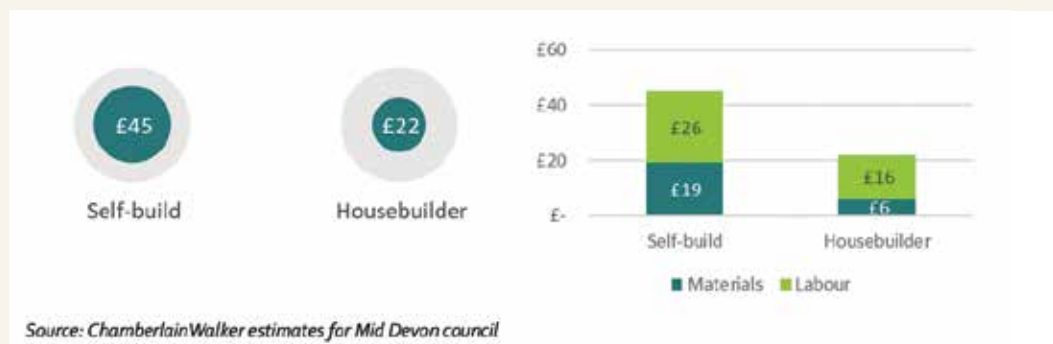 £45
£22
Self-build
Housebuilder
£60
£40
£20
£-
£26
£19
£16
£6
Self-build
Housebuilder
Materials
Labour
Source: ChamberlainWalker estimates for Mid Devon council